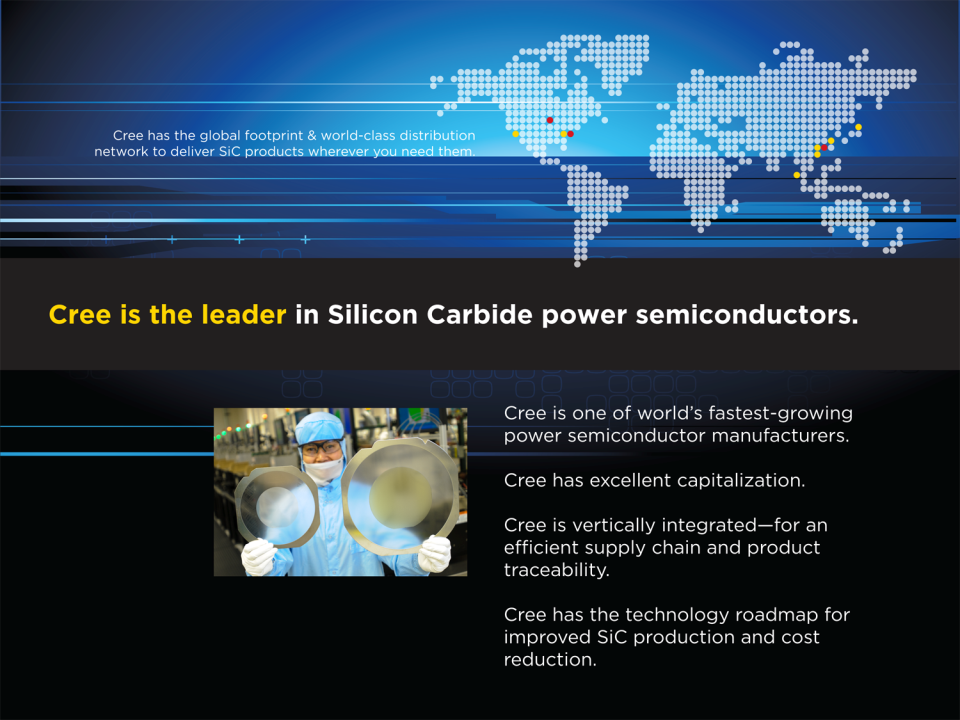 Cree has the global footprint & world-class distribution
network to deliver SiC products wherever you need them.
Cree is the leader in Silicon Carbide power semiconductors.
Cree is one of world’s fastest-growing
power semiconductor manufacturers.
Cree has excellent capitalization.
Cree is vertically integrated—for an
efficient supply chain and product
traceability.
Cree has the technology roadmap for
improved SiC production and cost
reduction.